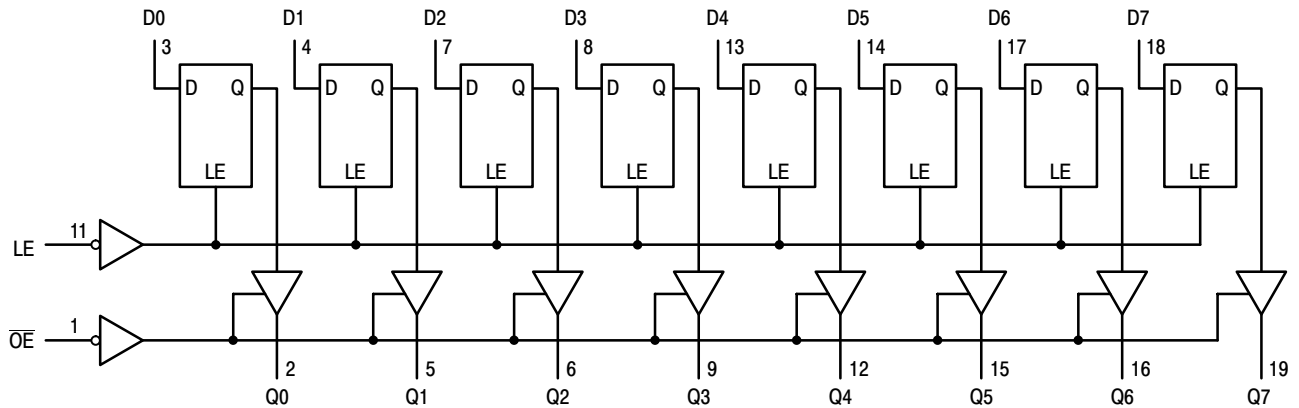 D0 D1 D2 D3 D4 D5 D6 D7
3 4 7 8 13 14 17 18
D Q D Q D Q D Q D Q D Q D Q D Q
LE LE LE LE LE LE LE LE
LE 11
O̅E̅ 1
2 5 6 9 12 15 16 19
Q0 Q1 Q2 Q3 Q4 Q5 Q6 Q7